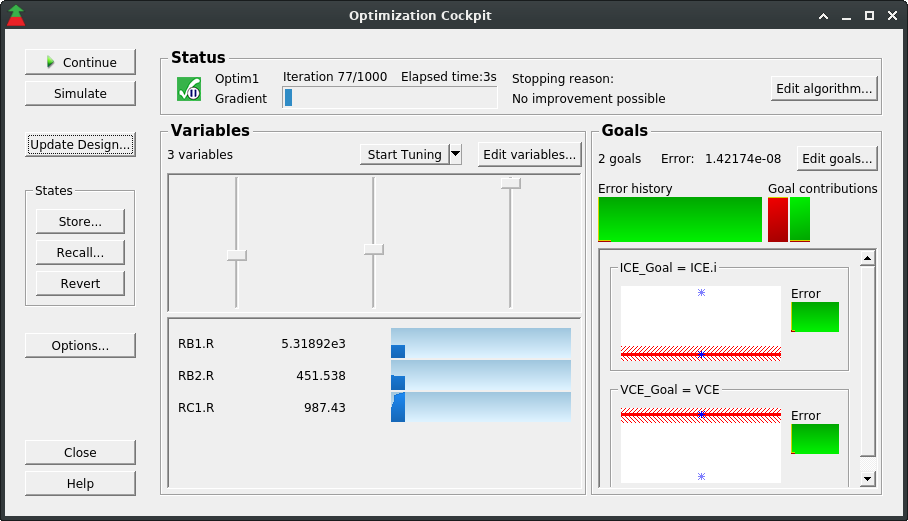 Optimization Cockpit
Continue
Simulate
Update Design...
States
Store...
Recall...
Revert
Options...
Close
Help
Status
Optim1
Gradient
Iteration 77/1000 Elapsed time:3s
Stopping reason:
No improvement possible
Edit algorithm...
Variables
3 variables
Start Tuning
Edit variables...
RB1.R 5.31892e3
RB2.R 451.538
RC1.R 987.43
Goals
2 goals Error: 1.42174e-08
Edit goals...
Error history
Goal contributions
ICE_Goal = ICE.i
Error
VCE_Goal = VCE
Error